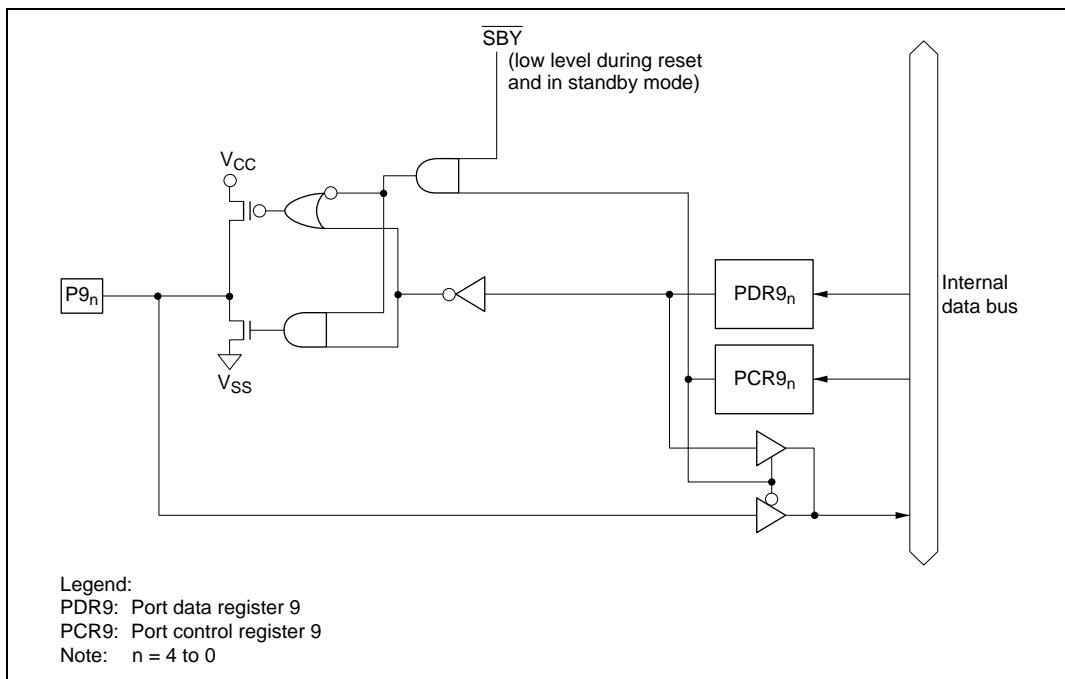 S̅B̅Y̅
(low level during reset
and in standby mode)
VCC
P9n
PDR9n
Internal
data bus
PCR9n
VSS
Legend:
PDR9: Port data register 9
PCR9: Port control register 9
Note: n = 4 to 0